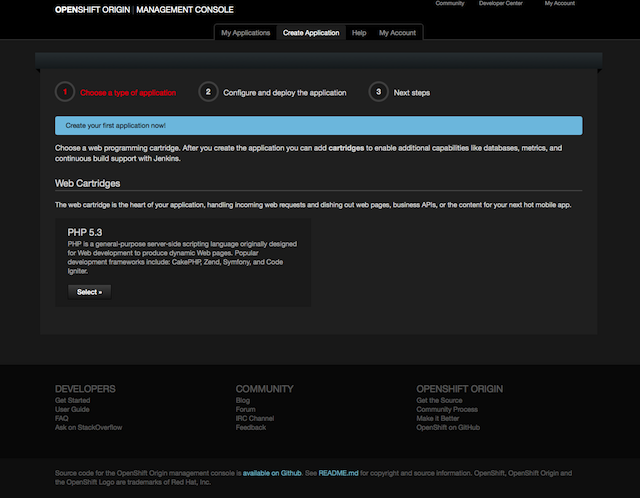 OPENSHIFT ORIGIN | MANAGEMENT CONSOLE
Community Developer Center My Account
My Applications Create Application Help My Account
1 Choose a type of application 2 Configure and deploy the application 3 Next steps
Create your first application now!
Choose a web programming cartridge. After you create the application you can add cartridges to enable additional capabilities like databases, metrics, and
continuous build support with Jenkins.
Web Cartridges
The web cartridge is the heart of your application, handling incoming web requests and dishing out web pages, business APIs, or the content for your next hot mobile app.
PHP 5.3
PHP is a general-purpose server-side scripting language originally designed
for Web development to produce dynamic Web pages. Popular
development frameworks include: CakePHP, Zend, Symfony, and Code
Igniter.
Select »
DEVELOPERS
Get Started
User Guide
FAQ
Ask on StackOverflow
COMMUNITY
Blog
Forum
IRC Channel
Feedback
OPENSHIFT ORIGIN
Get the Source
Community Process
Make it Better
OpenShift on GitHub
Source code for the OpenShift Origin management console is available on Github. See README.md for copyright and source information. OpenShift, OpenShift Origin and
the OpenShift Logo are trademarks of Red Hat, Inc.